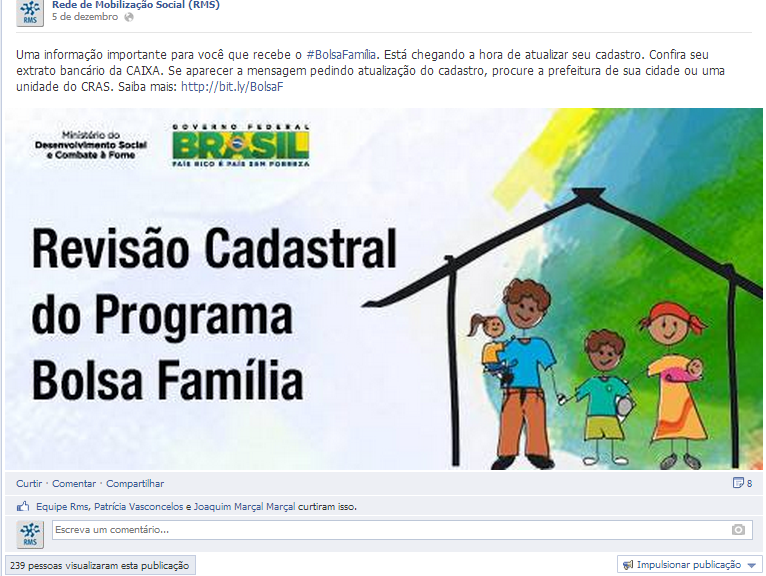 Rede de Mobilização Social (RMS)
5 de dezembro
RMS
Uma informação importante para você que recebe o #BolsaFamília. Está chegando a hora de atualizar seu cadastro. Confira seu
extrato bancário da CAIXA. Se aparecer a mensagem pedindo atualização do cadastro, procure a prefeitura de sua cidade ou uma
unidade do CRAS. Saiba mais: http://bit.ly/BolsaF
Ministério do
Desenvolvimento Social
e Combate à Fome
GOVERNO FEDERAL
BRASIL
PAÍS RICO É PAÍS SEM POBREZA
Revisão Cadastral
do Programa
Bolsa Família
Curtir · Comentar · Compartilhar
8
Equipe Rms, Patrícia Vasconcelos e Joaquim Marçal Marçal curtiram isso.
RMS
Escreva um comentário...
239 pessoas visualizaram esta publicação
Impulsionar publicação